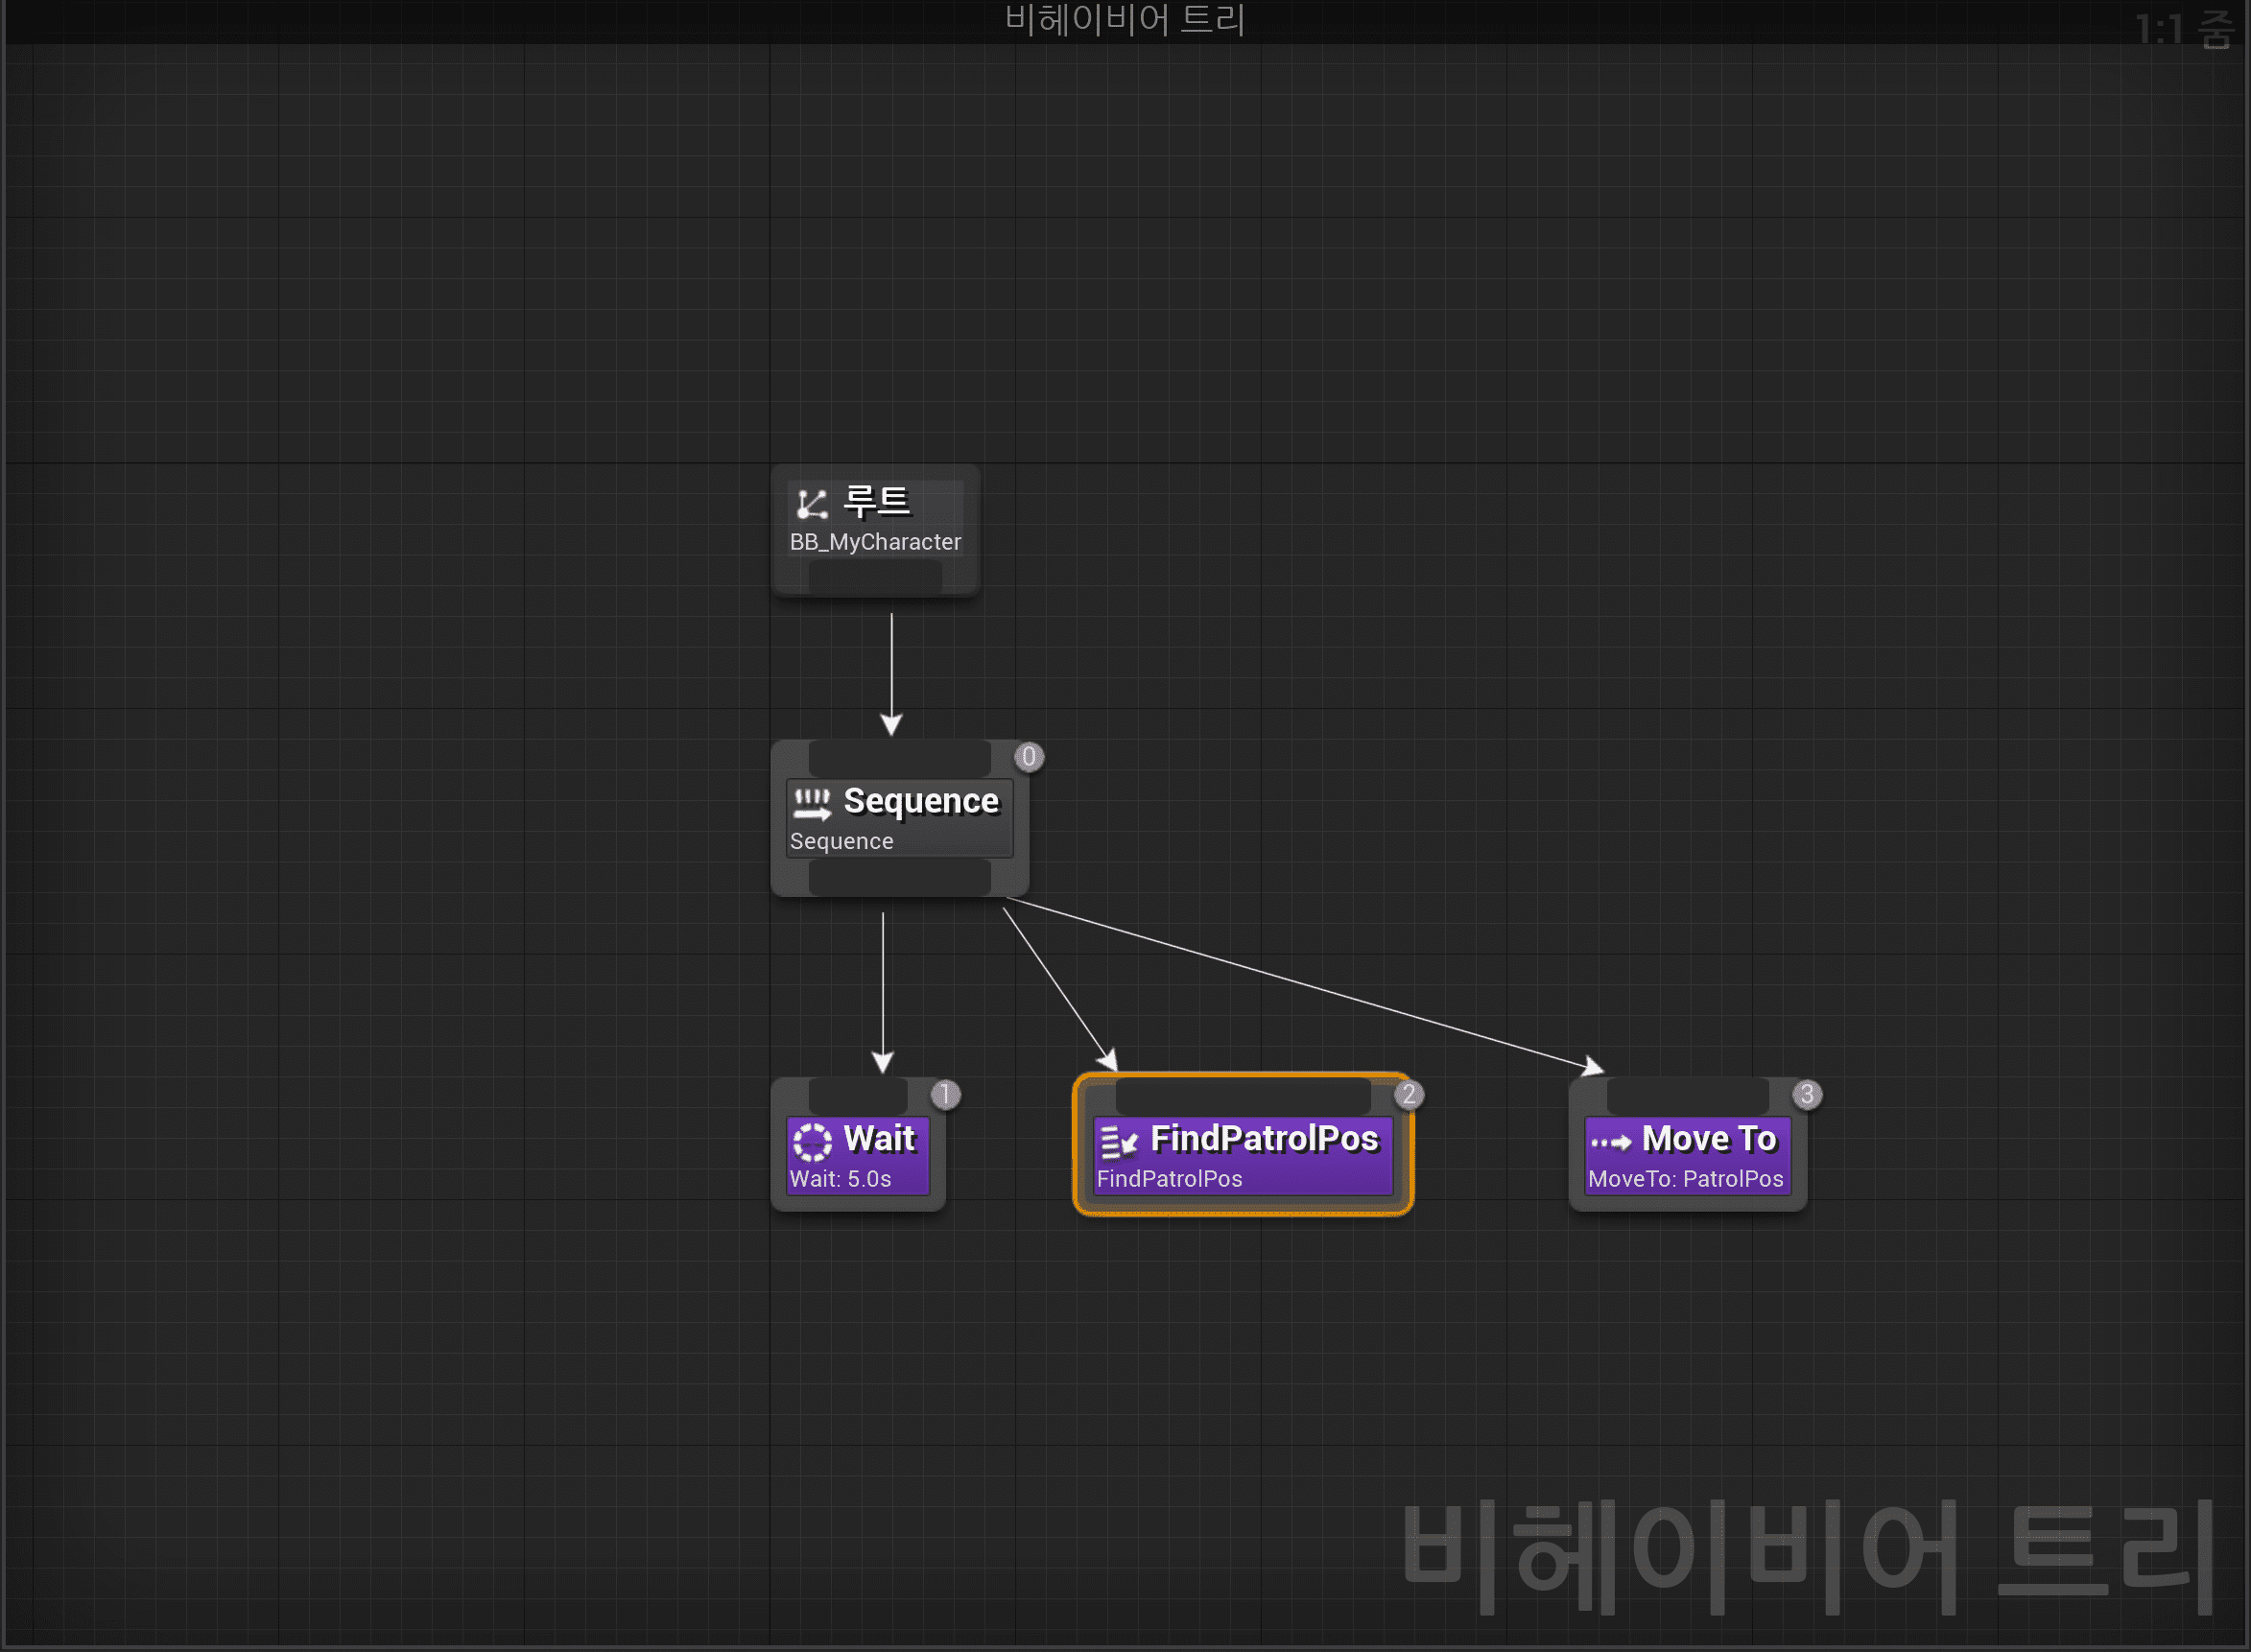 비헤이비어 트리
1:1 줌
루트
BB_MyCharacter
0
Sequence
Sequence
1
Wait
Wait: 5.0s
2
FindPatrolPos
FindPatrolPos
3
Move To
MoveTo: PatrolPos
비헤이비어 트리